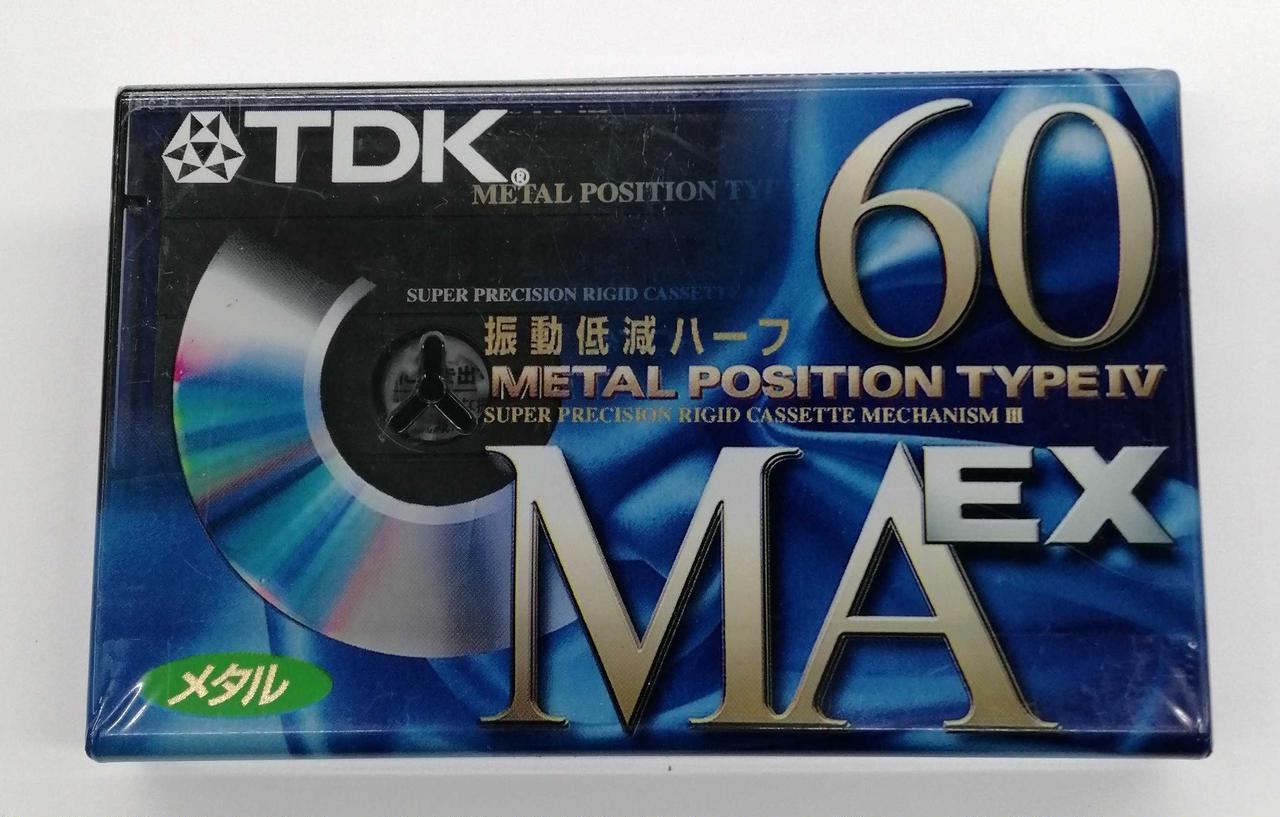 TDK®
60
METAL POSITION TYP
SUPER PRECISION RIGID CASSETTE
振動低減ハーフ
METAL POSITION TYPE IV
SUPER PRECISION RIGID CASSETTE MECHANISM III
MA EX
メタル